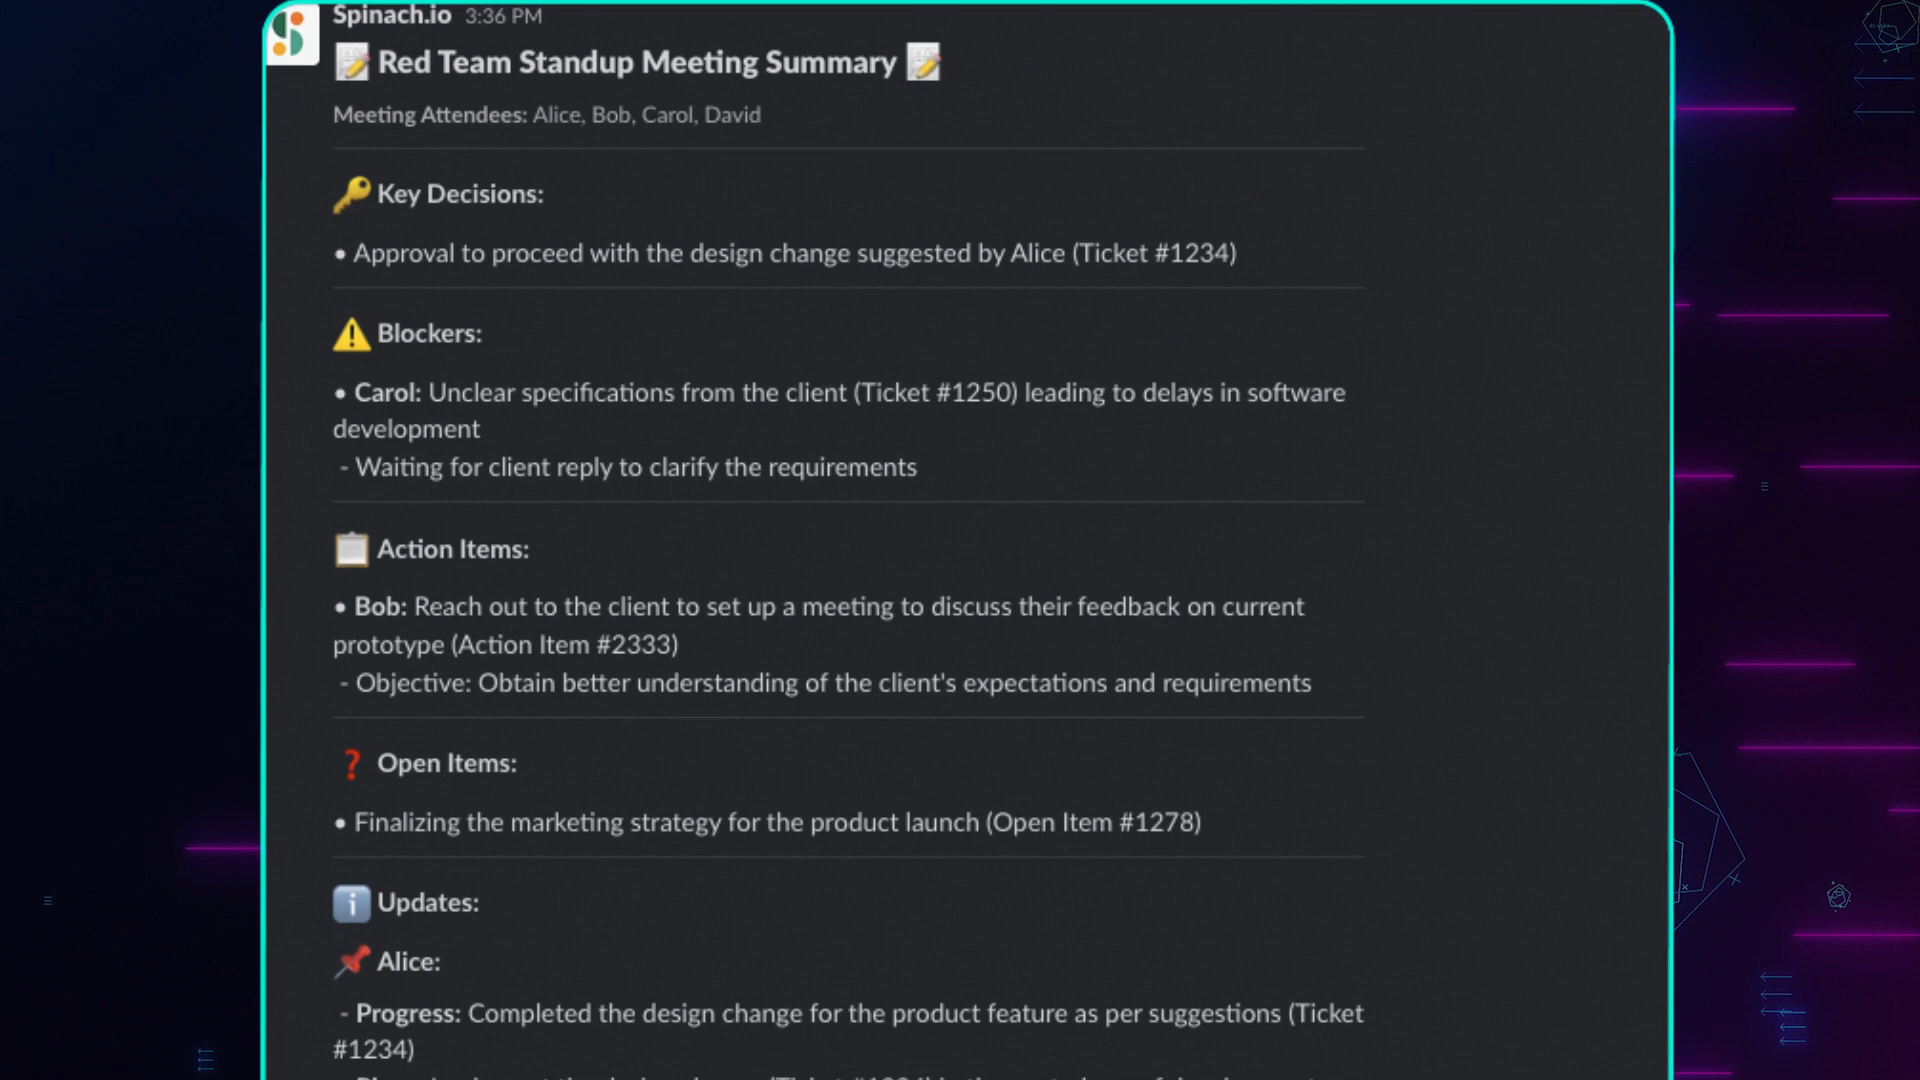 Spinach.io 3:36 PM
Red Team Standup Meeting Summary
Meeting Attendees: Alice, Bob, Carol, David
Key Decisions:
• Approval to proceed with the design change suggested by Alice (Ticket #1234)
Blockers:
• Carol: Unclear specifications from the client (Ticket #1250) leading to delays in software
development
- Waiting for client reply to clarify the requirements
Action Items:
• Bob: Reach out to the client to set up a meeting to discuss their feedback on current
prototype (Action Item #2333)
- Objective: Obtain better understanding of the client's expectations and requirements
Open Items:
• Finalizing the marketing strategy for the product launch (Open Item #1278)
Updates:
Alice:
- Progress: Completed the design change for the product feature as per suggestions (Ticket
#1234)